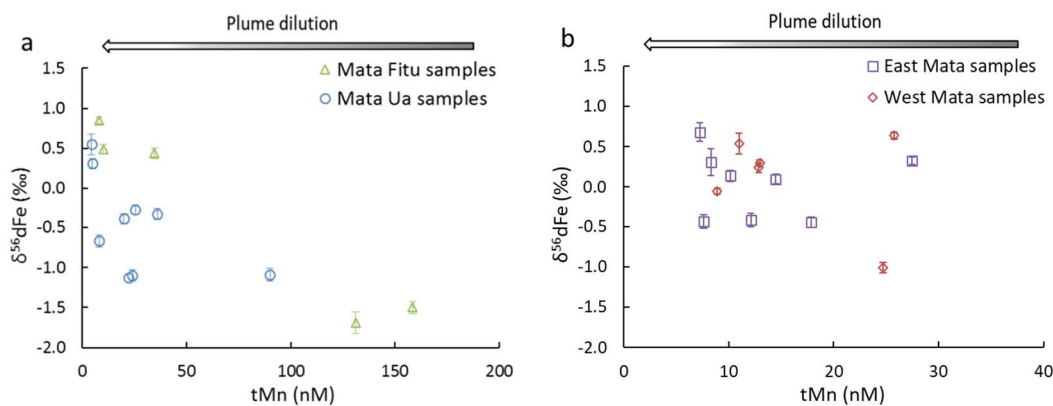 a
Plume dilution
Mata Fitu samples
Mata Ua samples
1.5
1.0
0.5
0.0
-0.5
-1.0
-1.5
-2.0
δ⁵⁶dFe (‰)
0
50
100
150
200
tMn (nM)
b
Plume dilution
East Mata samples
West Mata samples
1.5
1.0
0.5
0.0
-0.5
-1.0
-1.5
-2.0
δ⁵⁶dFe (‰)
0
10
20
30
40
tMn (nM)